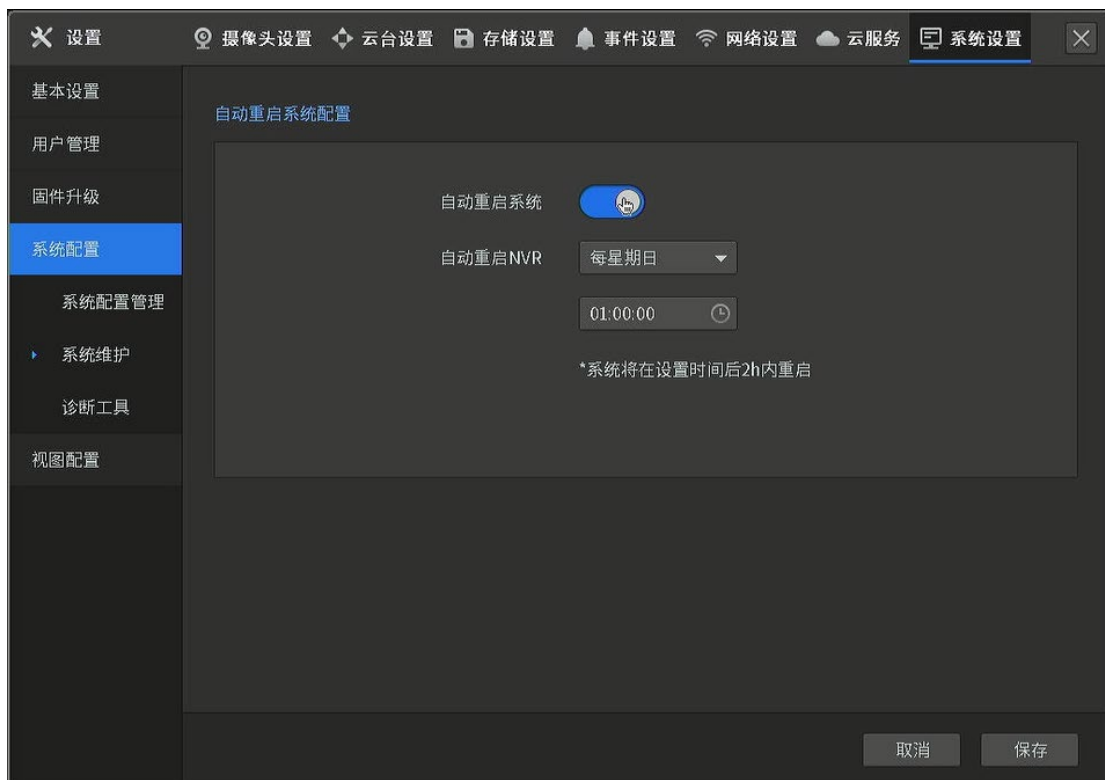 设置 摄像头设置 云台设置 存储设置 事件设置 网络设置 云服务 系统设置
基本设置
用户管理
固件升级
系统配置
系统配置管理
系统维护
诊断工具
视图配置
自动重启系统配置
自动重启系统
自动重启NVR 每星期日
01:00:00
*系统将在设置时间后2h内重启
取消 保存